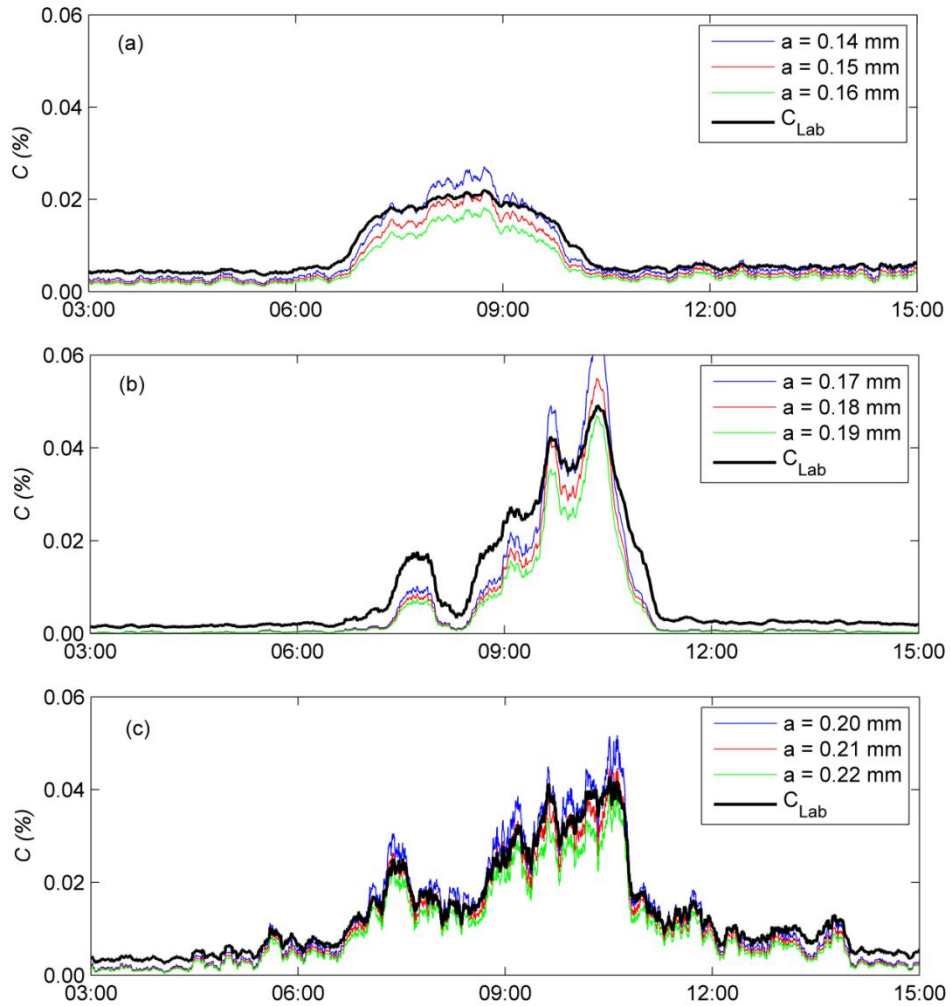 0.06
(a)
a = 0.14 mm
a = 0.15 mm
a = 0.16 mm
C Lab
0.04
C (%)
0.02
0.00
03:00 06:00 09:00 12:00 15:00
0.06
(b)
a = 0.17 mm
a = 0.18 mm
a = 0.19 mm
C Lab
0.04
C (%)
0.02
0.00
03:00 06:00 09:00 12:00 15:00
0.06
(c)
a = 0.20 mm
a = 0.21 mm
a = 0.22 mm
C Lab
0.04
C (%)
0.02
0.00
03:00 06:00 09:00 12:00 15:00